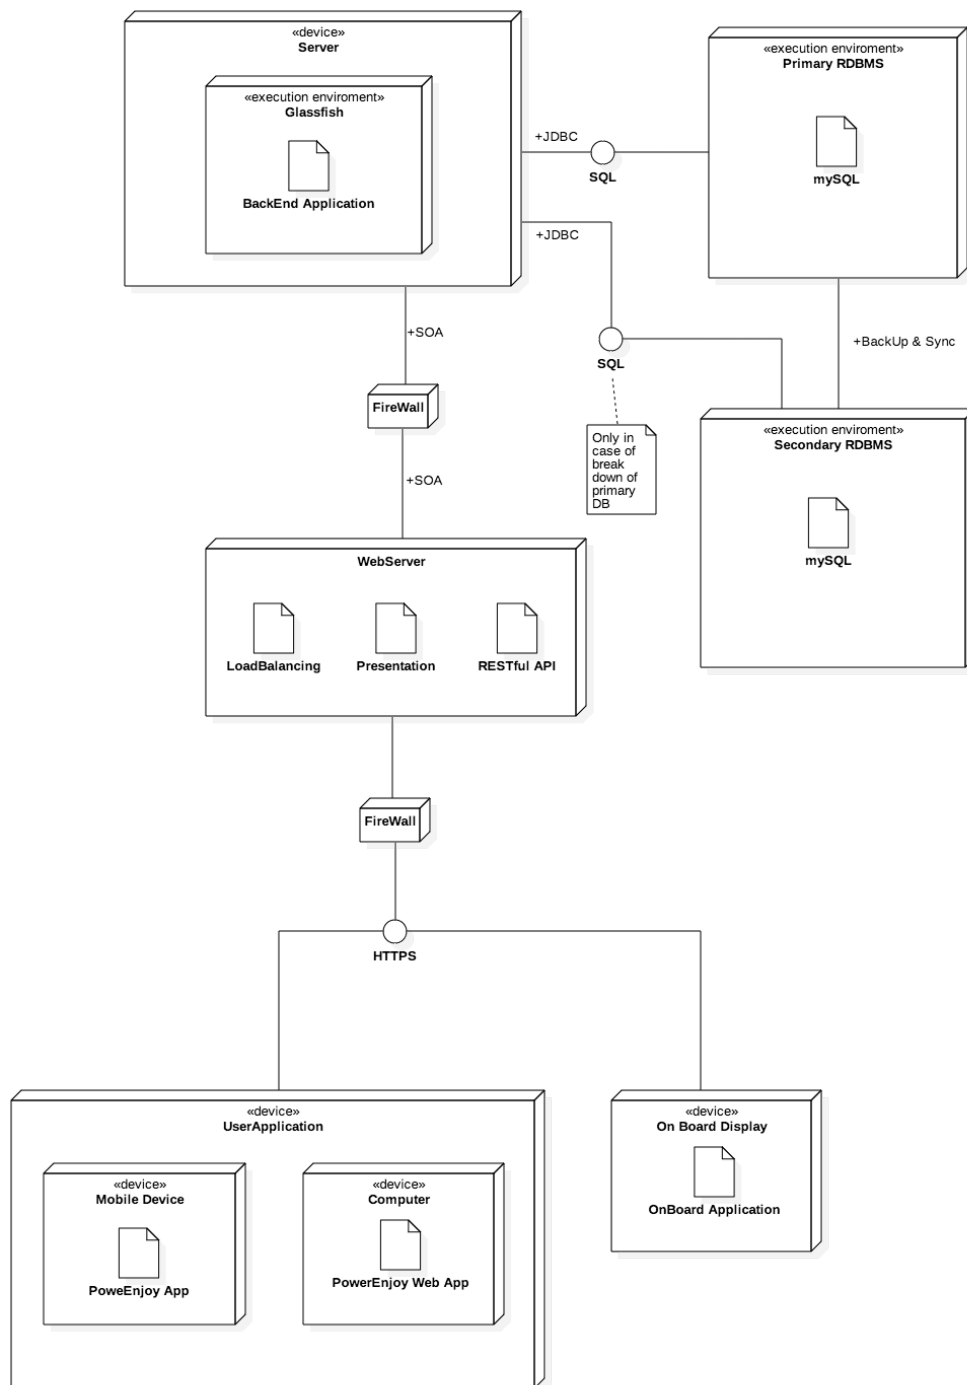 «device»
Server
«execution enviroment»
Glassfish
BackEnd Application
«execution enviroment»
Primary RDBMS
mySQL
+JDBC
SQL
+JDBC
SQL
+BackUp & Sync
Only in
case of
break
down of
primary
DB
«execution enviroment»
Secondary RDBMS
mySQL
+SOA
FireWall
+SOA
WebServer
LoadBalancing
Presentation
RESTful API
FireWall
HTTPS
«device»
UserApplication
«device»
Mobile Device
PoweEnjoy App
«device»
Computer
PowerEnjoy Web App
«device»
On Board Display
OnBoard Application